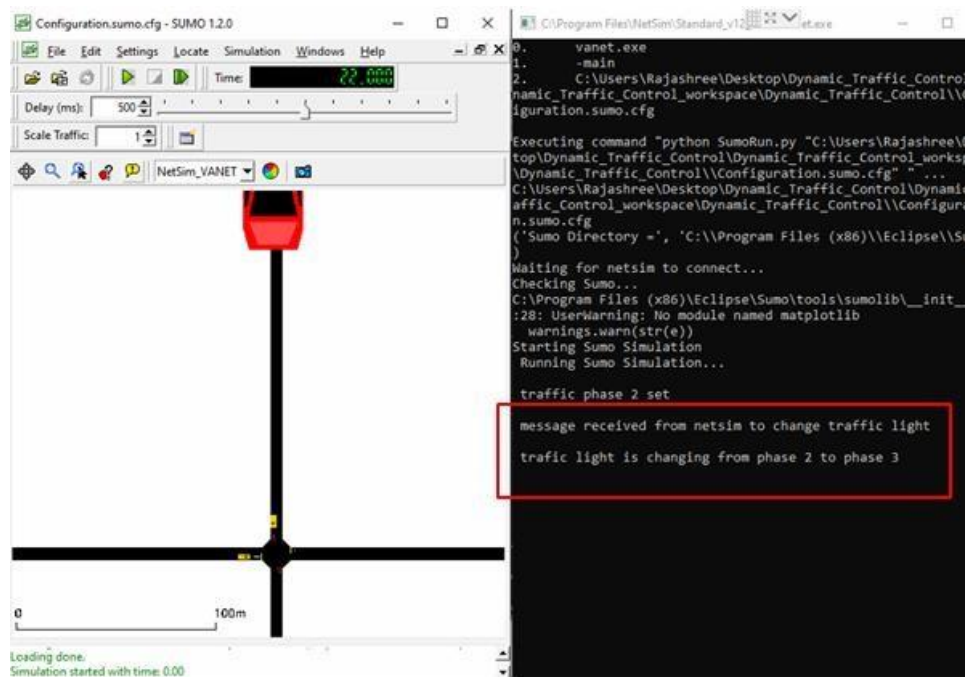 Configuration.sumo.cfg - SUMO 1.2.0
File Edit Settings Locate Simulation Windows Help
Time: 22.000
Delay (ms): 500
Scale Traffic: 1
NetSim_VANET
0 100m
Loading done.
Simulation started with time: 0.00
C:\Program Files\NetSim\Standard_v12 et.exe
0. vanet.exe
1. -main
2. C:\Users\Rajashree\Desktop\Dynamic_Traffic_Control
namic_Traffic_Control_workspace\Dynamic_Traffic_Control\\C
iguration.sumo.cfg
Executing command "python SumoRun.py "C:\Users\Rajashree\D
top\Dynamic_Traffic_Control\Dynamic_Traffic_Control_worksp
\Dynamic_Traffic_Control\\Configuration.sumo.cfg" " ...
C:\Users\Rajashree\Desktop\Dynamic_Traffic_Control\Dynamic
affic_Control_workspace\Dynamic_Traffic_Control\\Configura
n.sumo.cfg
('Sumo Directory =', 'C:\\Program Files (x86)\\Eclipse\\Su
)
Waiting for netsim to connect...
Checking Sumo...
C:\Program Files (x86)\Eclipse\Sumo\tools\sumolib\__init__
:28: UserWarning: No module named matplotlib
warnings.warn(str(e))
Starting Sumo Simulation
Running Sumo Simulation...
traffic phase 2 set
message received from netsim to change traffic light
trafic light is changing from phase 2 to phase 3